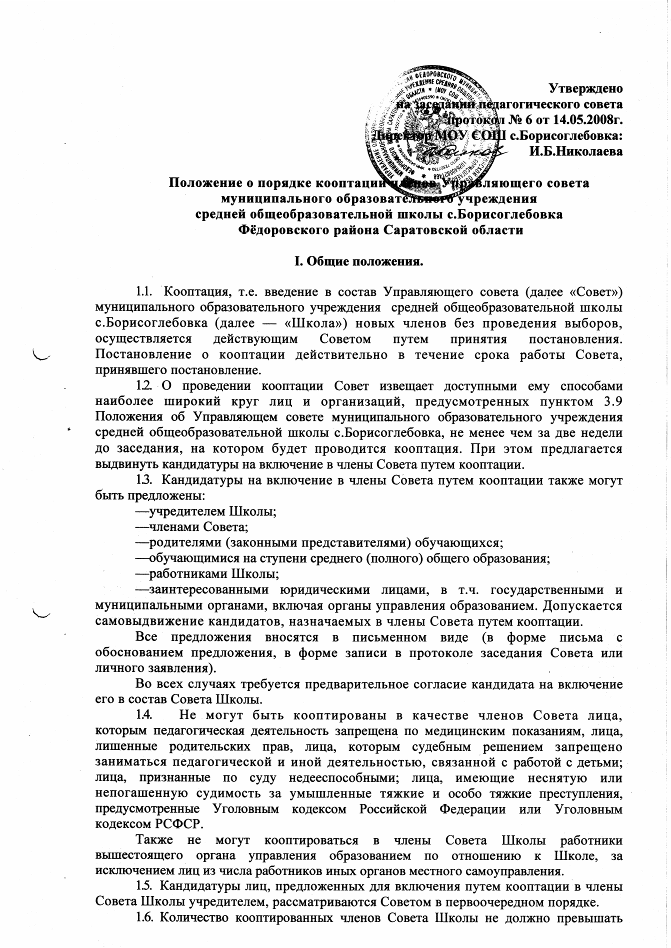 Утверждено
на заседании педагогического совета
протокол № 6 от 14.05.2008г.
Директор МОУ СОШ с.Борисоглебовка:
И.Б.Николаева
Положение о порядке кооптации членов Управляющего совета
муниципального образовательного учреждения
средней общеобразовательной школы с.Борисоглебовка
Фёдоровского района Саратовской области
I. Общие положения.
1.1. Кооптация, т.е. введение в состав Управляющего совета (далее «Совет»)
муниципального образовательного учреждения средней общеобразовательной школы
с.Борисоглебовка (далее — «Школа») новых членов без проведения выборов,
осуществляется действующим Советом путем принятия постановления.
Постановление о кооптации действительно в течение срока работы Совета,
принявшего постановление.
1.2. О проведении кооптации Совет извещает доступными ему способами
наиболее широкий круг лиц и организаций, предусмотренных пунктом 3.9
Положения об Управляющем совете муниципального образовательного учреждения
средней общеобразовательной школы с.Борисоглебовка, не менее чем за две недели
до заседания, на котором будет проводится кооптация. При этом предлагается
выдвинуть кандидатуры на включение в члены Совета путем кооптации.
1.3. Кандидатуры на включение в члены Совета путем кооптации также могут
быть предложены:
—учредителем Школы;
—членами Совета;
—родителями (законными представителями) обучающихся;
—обучающимися на ступени среднего (полного) общего образования;
—работниками Школы;
—заинтересованными юридическими лицами, в т.ч. государственными и
муниципальными органами, включая органы управления образованием. Допускается
самовыдвижение кандидатов, назначаемых в члены Совета путем кооптации.
Все предложения вносятся в письменном виде (в форме письма с
обоснованием предложения, в форме записи в протоколе заседания Совета или
личного заявления).
Во всех случаях требуется предварительное согласие кандидата на включение
его в состав Совета Школы.
1.4. Не могут быть кооптированы в качестве членов Совета лица,
которым педагогическая деятельность запрещена по медицинским показаниям, лица,
лишенные родительских прав, лица, которым судебным решением запрещено
заниматься педагогической и иной деятельностью, связанной с работой с детьми;
лица, признанные по суду недееспособными; лица, имеющие неснятую или
непогашенную судимость за умышленные тяжкие и особо тяжкие преступления,
предусмотренные Уголовным кодексом Российской Федерации или Уголовным
кодексом РСФСР.
Также не могут кооптироваться в члены Совета Школы работники
вышестоящего органа управления образованием по отношению к Школе, за
исключением лиц из числа работников иных органов местного самоуправления.
1.5. Кандидатуры лиц, предложенных для включения путем кооптации в члены
Совета Школы учредителем, рассматриваются Советом в первоочередном порядке.
1.6. Количество кооптированных членов Совета Школы не должно превышать